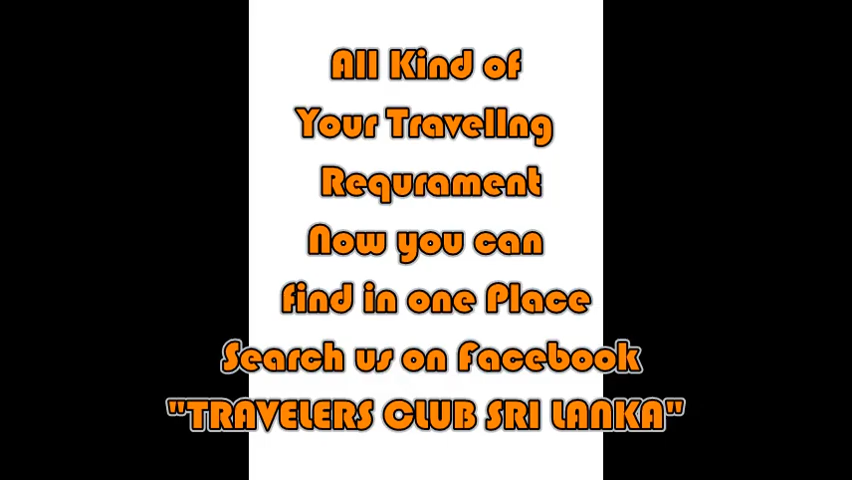 All Kind of
Your Travellng
Requrament
Now you can
find in one Place
Search us on Facebook
"TRAVELERS CLUB SRI LANKA"